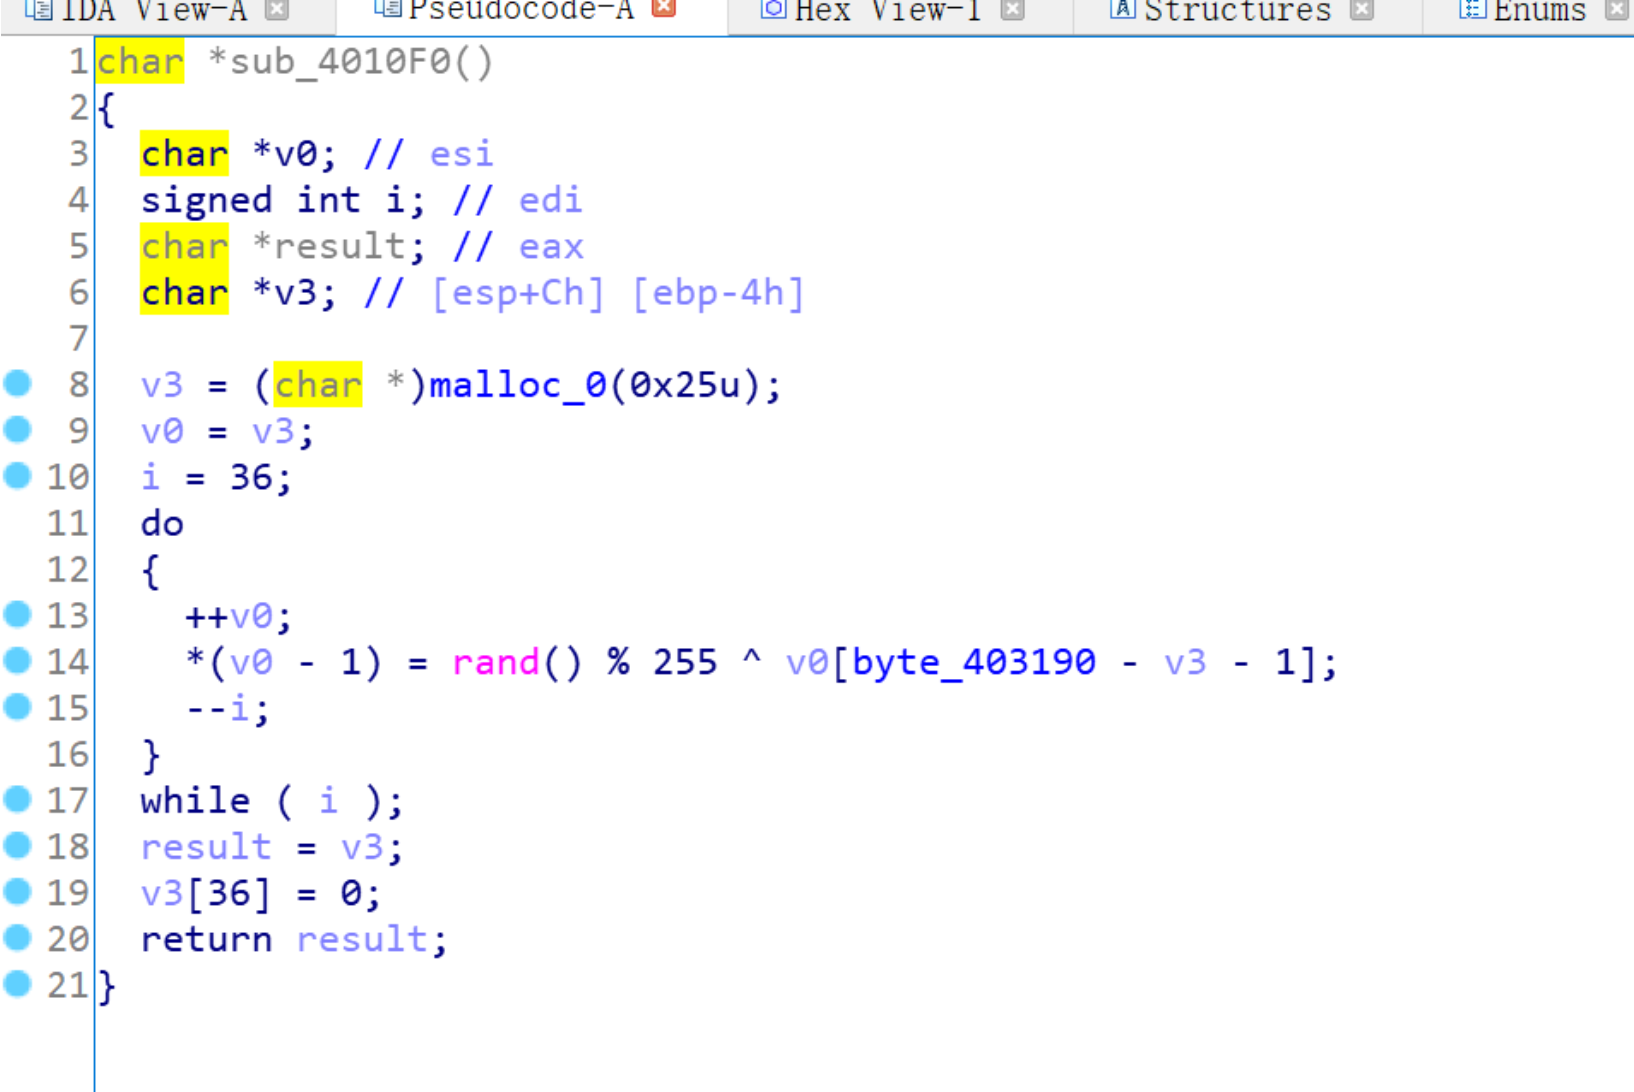 IDA View-A Pseudocode-A Hex View-1 Structures Enums
1 char *sub_4010F0()
2 {
3 char *v0; // esi
4 signed int i; // edi
5 char *result; // eax
6 char *v3; // [esp+Ch] [ebp-4h]
7
8 v3 = (char *)malloc_0(0x25u);
9 v0 = v3;
10 i = 36;
11 do
12 {
13 ++v0;
14 *(v0 - 1) = rand() % 255 ^ v0[byte_403190 - v3 - 1];
15 --i;
16 }
17 while ( i );
18 result = v3;
19 v3[36] = 0;
20 return result;
21 }